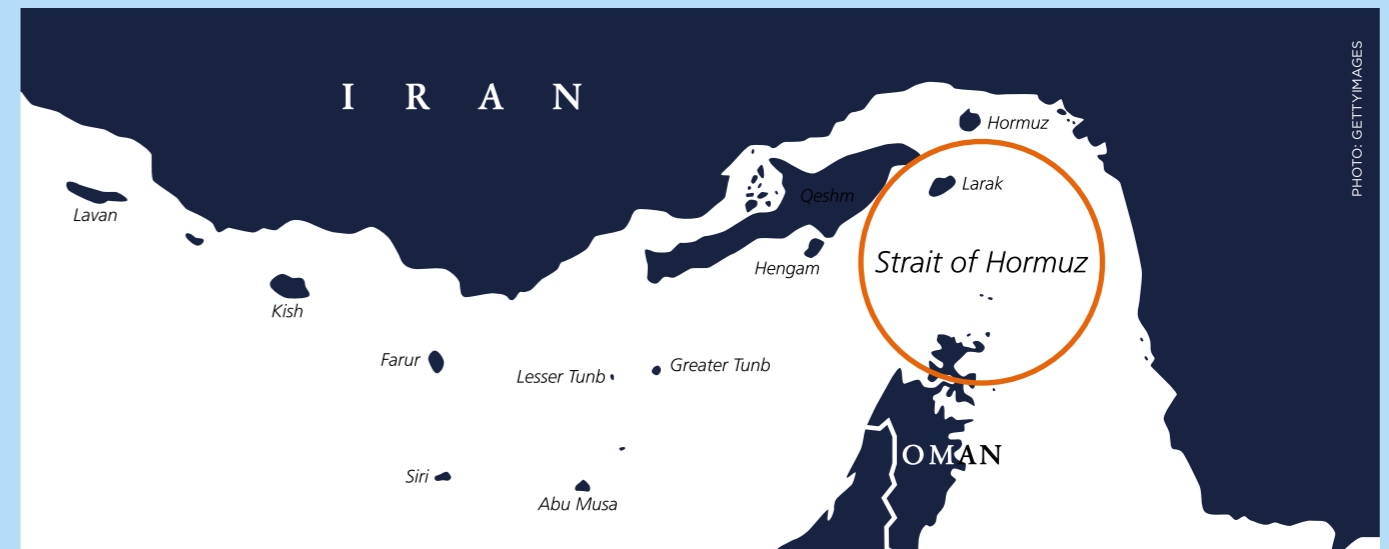 IRAN
PHOTO: GETTYIMAGES
Hormuz
Larak
Qeshm
Lavan
Strait of Hormuz
Hengam
Kish
Farur
Greater Tunb
Lesser Tunb
OMAN
Siri
Abu Musa